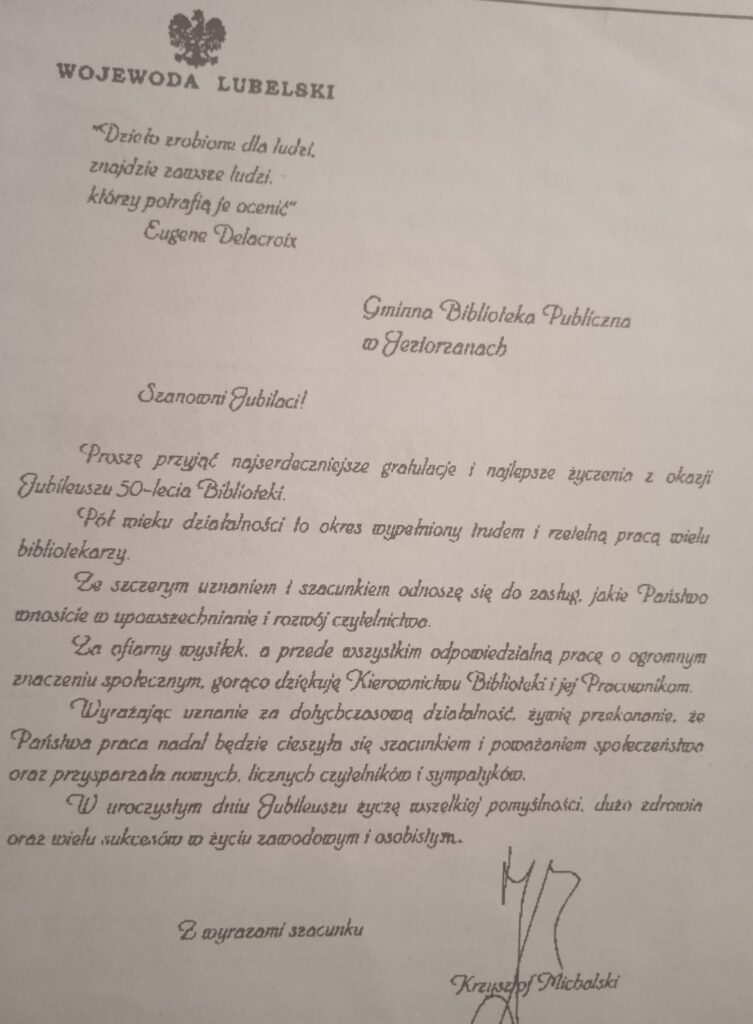 WOJEWODA LUBELSKI
"Dzieło zrobione dla ludzi,
znajdzie zawsze ludzi,
którzy potrafią je ocenić"
Eugene Delacroix
Gminna Biblioteka Publiczna
w Jeziorzanach
Szanowni Jubilaci!
Proszę przyjąć najserdeczniejsze gratulacje i najlepsze życzenia z okazji
Jubileuszu 50-lecia Biblioteki.
Pół wieku działalności to okres wypełniony trudem i rzetelną pracą wielu
bibliotekarzy.
Ze szczerym uznaniem i szacunkiem odnoszę się do zasług, jakie Państwo
wnosicie w upowszechnianie i rozwój czytelnictwa.
Za ofiarny wysiłek, a przede wszystkim odpowiedzialną pracę o ogromnym
znaczeniu społecznym, gorąco dziękuję Kierownictwu Biblioteki i jej Pracownikom.
Wyrażając uznanie za dotychczasową działalność, żywię przekonanie, że
Państwa praca nadal będzie cieszyła się szacunkiem i poważaniem społeczeństwa
oraz przysparzała nowych, licznych czytelników i sympatyków.
W uroczystym dniu Jubileuszu życzę wszelkiej pomyślności, dużo zdrowia
oraz wielu sukcesów w życiu zawodowym i osobistym.
Z wyrazami szacunku
Krzysztof Michalski